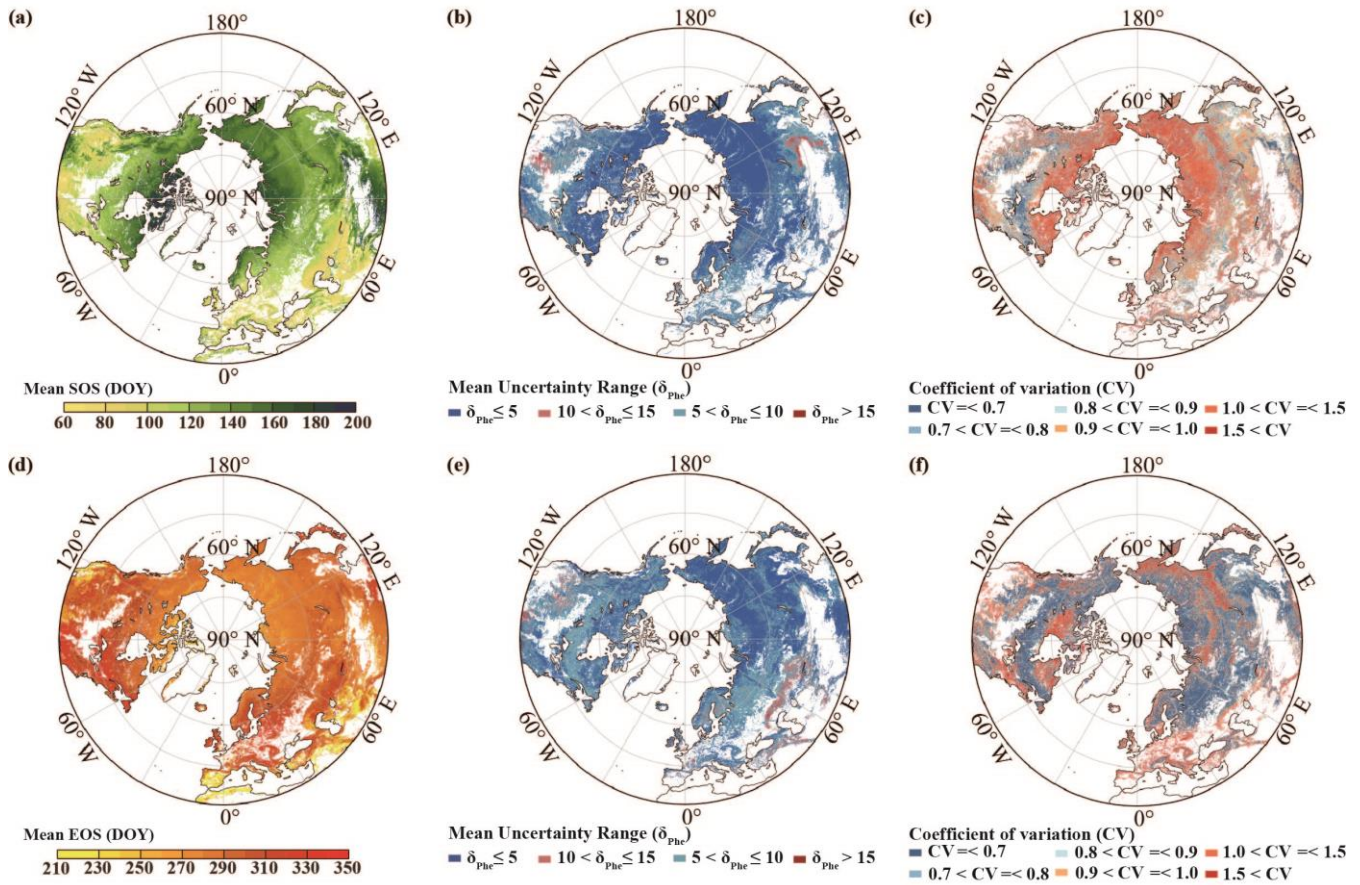 (a)
180°
120° W
60° N
120° E
90° N
60° W
60° E
0°
Mean SOS (DOY)
60 80 100 120 140 160 180 200
(b)
180°
120° W
60° N
120° E
90° N
60° W
60° E
0°
Mean Uncertainty Range (δPhe)
δPhe≤ 5 10 < δPhe≤ 15 5 < δPhe≤ 10 δPhe> 15
(c)
180°
120° W
60° N
120° E
90° N
60° W
60° E
0°
Coefficient of variation (CV)
CV =< 0.7 0.8 < CV =< 0.9 1.0 < CV =< 1.5
0.7 < CV =< 0.8 0.9 < CV =< 1.0 1.5 < CV
(d)
180°
120° W
60° N
120° E
90° N
60° W
60° E
0°
Mean EOS (DOY)
210 230 250 270 290 310 330 350
(e)
180°
120° W
60° N
120° E
90° N
60° W
60° E
0°
Mean Uncertainty Range (δPhe)
δPhe≤ 5 10 < δPhe≤ 15 5 < δPhe≤ 10 δPhe> 15
(f)
180°
120° W
60° N
120° E
90° N
60° W
60° E
0°
Coefficient of variation (CV)
CV =< 0.7 0.8 < CV =< 0.9 1.0 < CV =< 1.5
0.7 < CV =< 0.8 0.9 < CV =< 1.0 1.5 < CV